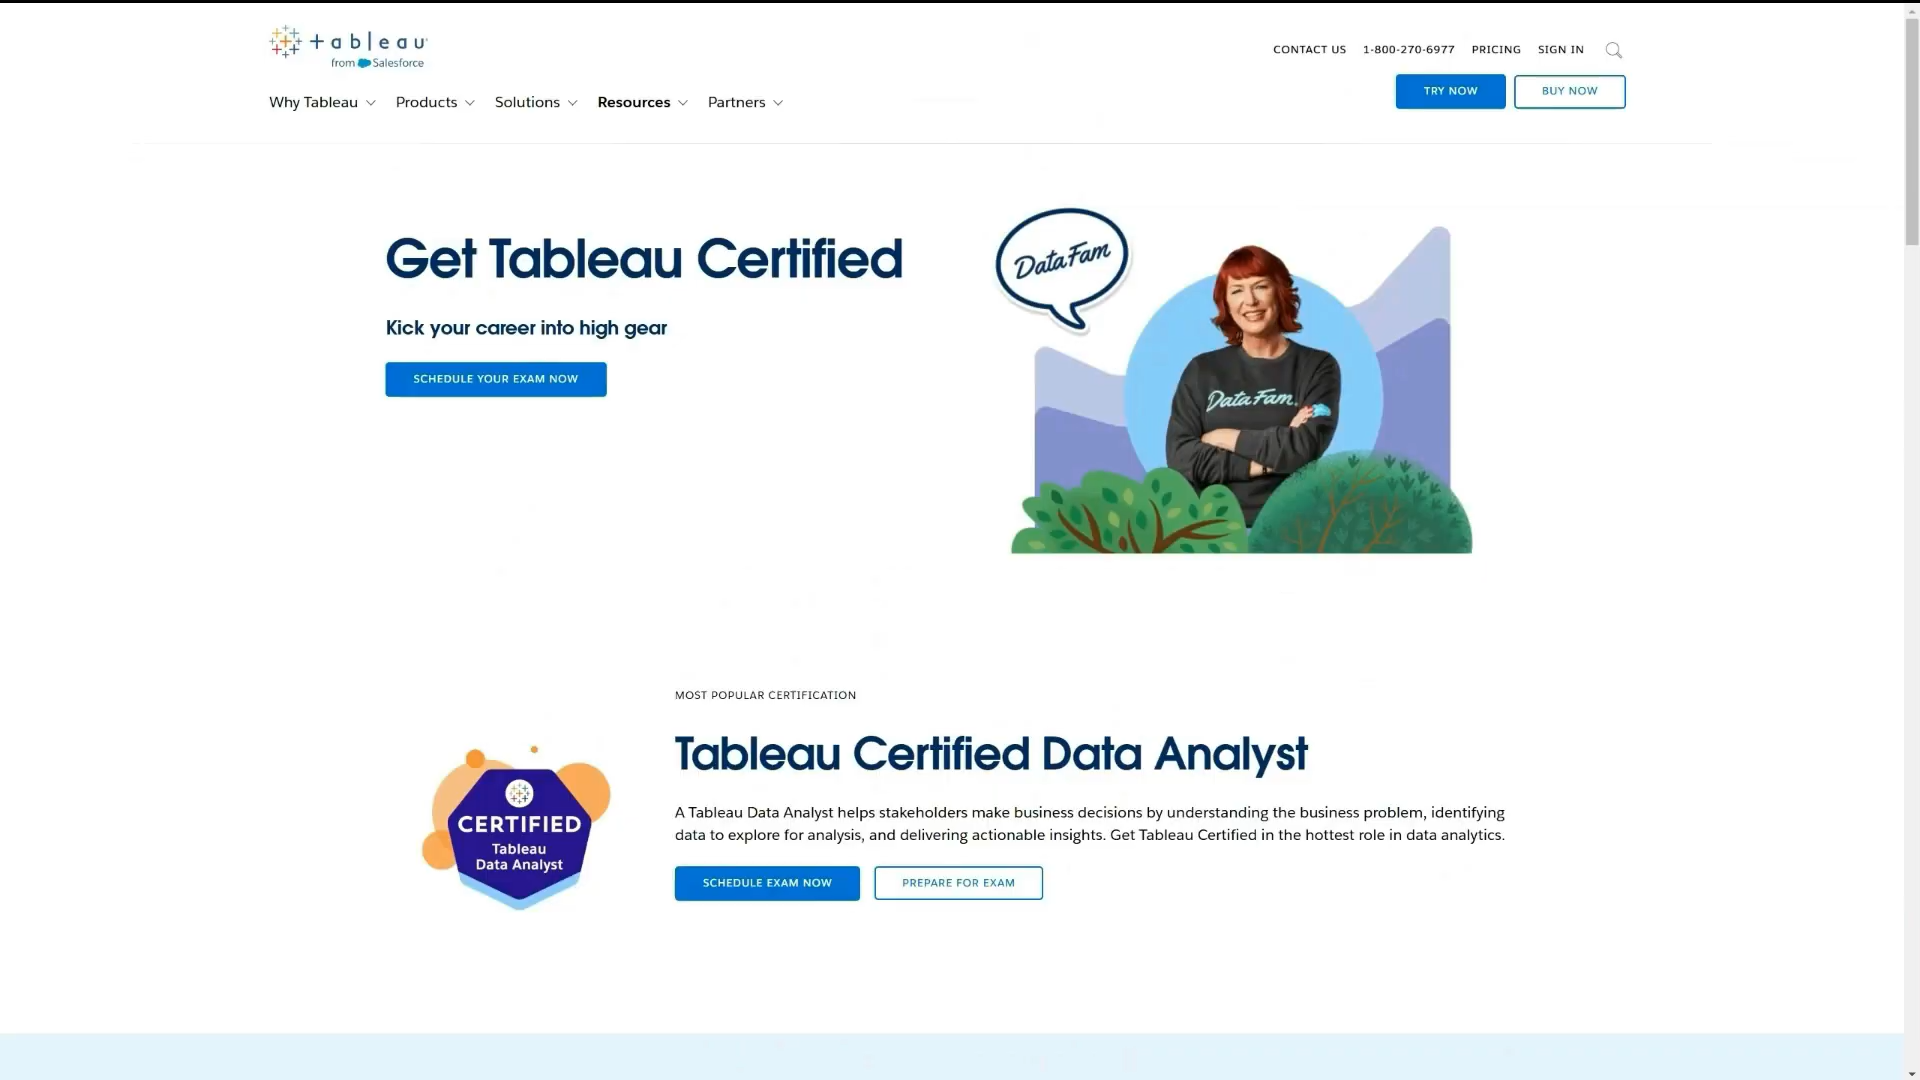 +ableau
from Salesforce
CONTACT US 1-800-270-6977 PRICING SIGN IN
TRY NOW BUY NOW
Why Tableau Products Solutions Resources Partners
Get Tableau Certified
Kick your career into high gear
SCHEDULE YOUR EXAM NOW
DataFam
DataFam
MOST POPULAR CERTIFICATION
Tableau Certified Data Analyst
A Tableau Data Analyst helps stakeholders make business decisions by understanding the business problem, identifying
data to explore for analysis, and delivering actionable insights. Get Tableau Certified in the hottest role in data analytics.
SCHEDULE EXAM NOW PREPARE FOR EXAM
CERTIFIED
Tableau
Data Analyst